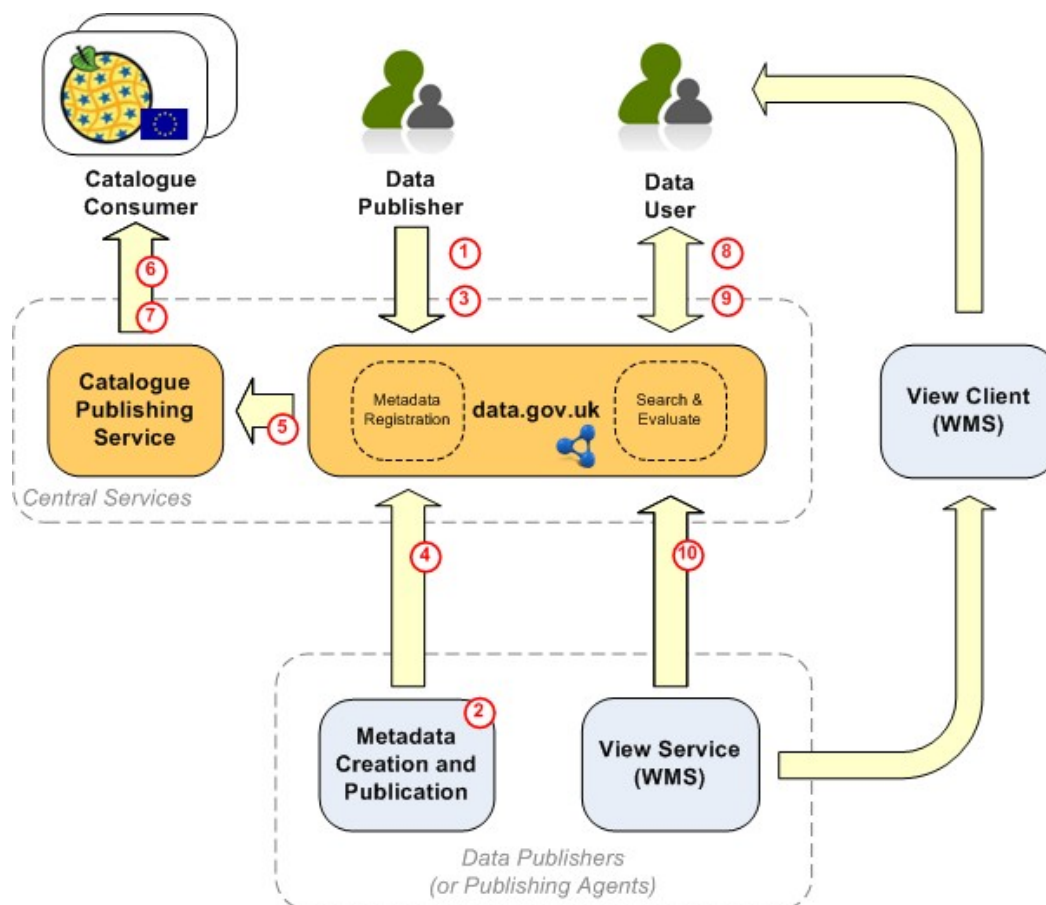 Catalogue
Consumer
Data
Publisher
Data
User
1
8
6
3
9
7
Catalogue
Publishing
Service
5
Metadata
Registration
data.gov.uk
Search &
Evaluate
View Client
(WMS)
Central Services
4
10
2
Metadata
Creation and
Publication
View Service
(WMS)
Data Publishers
(or Publishing Agents)